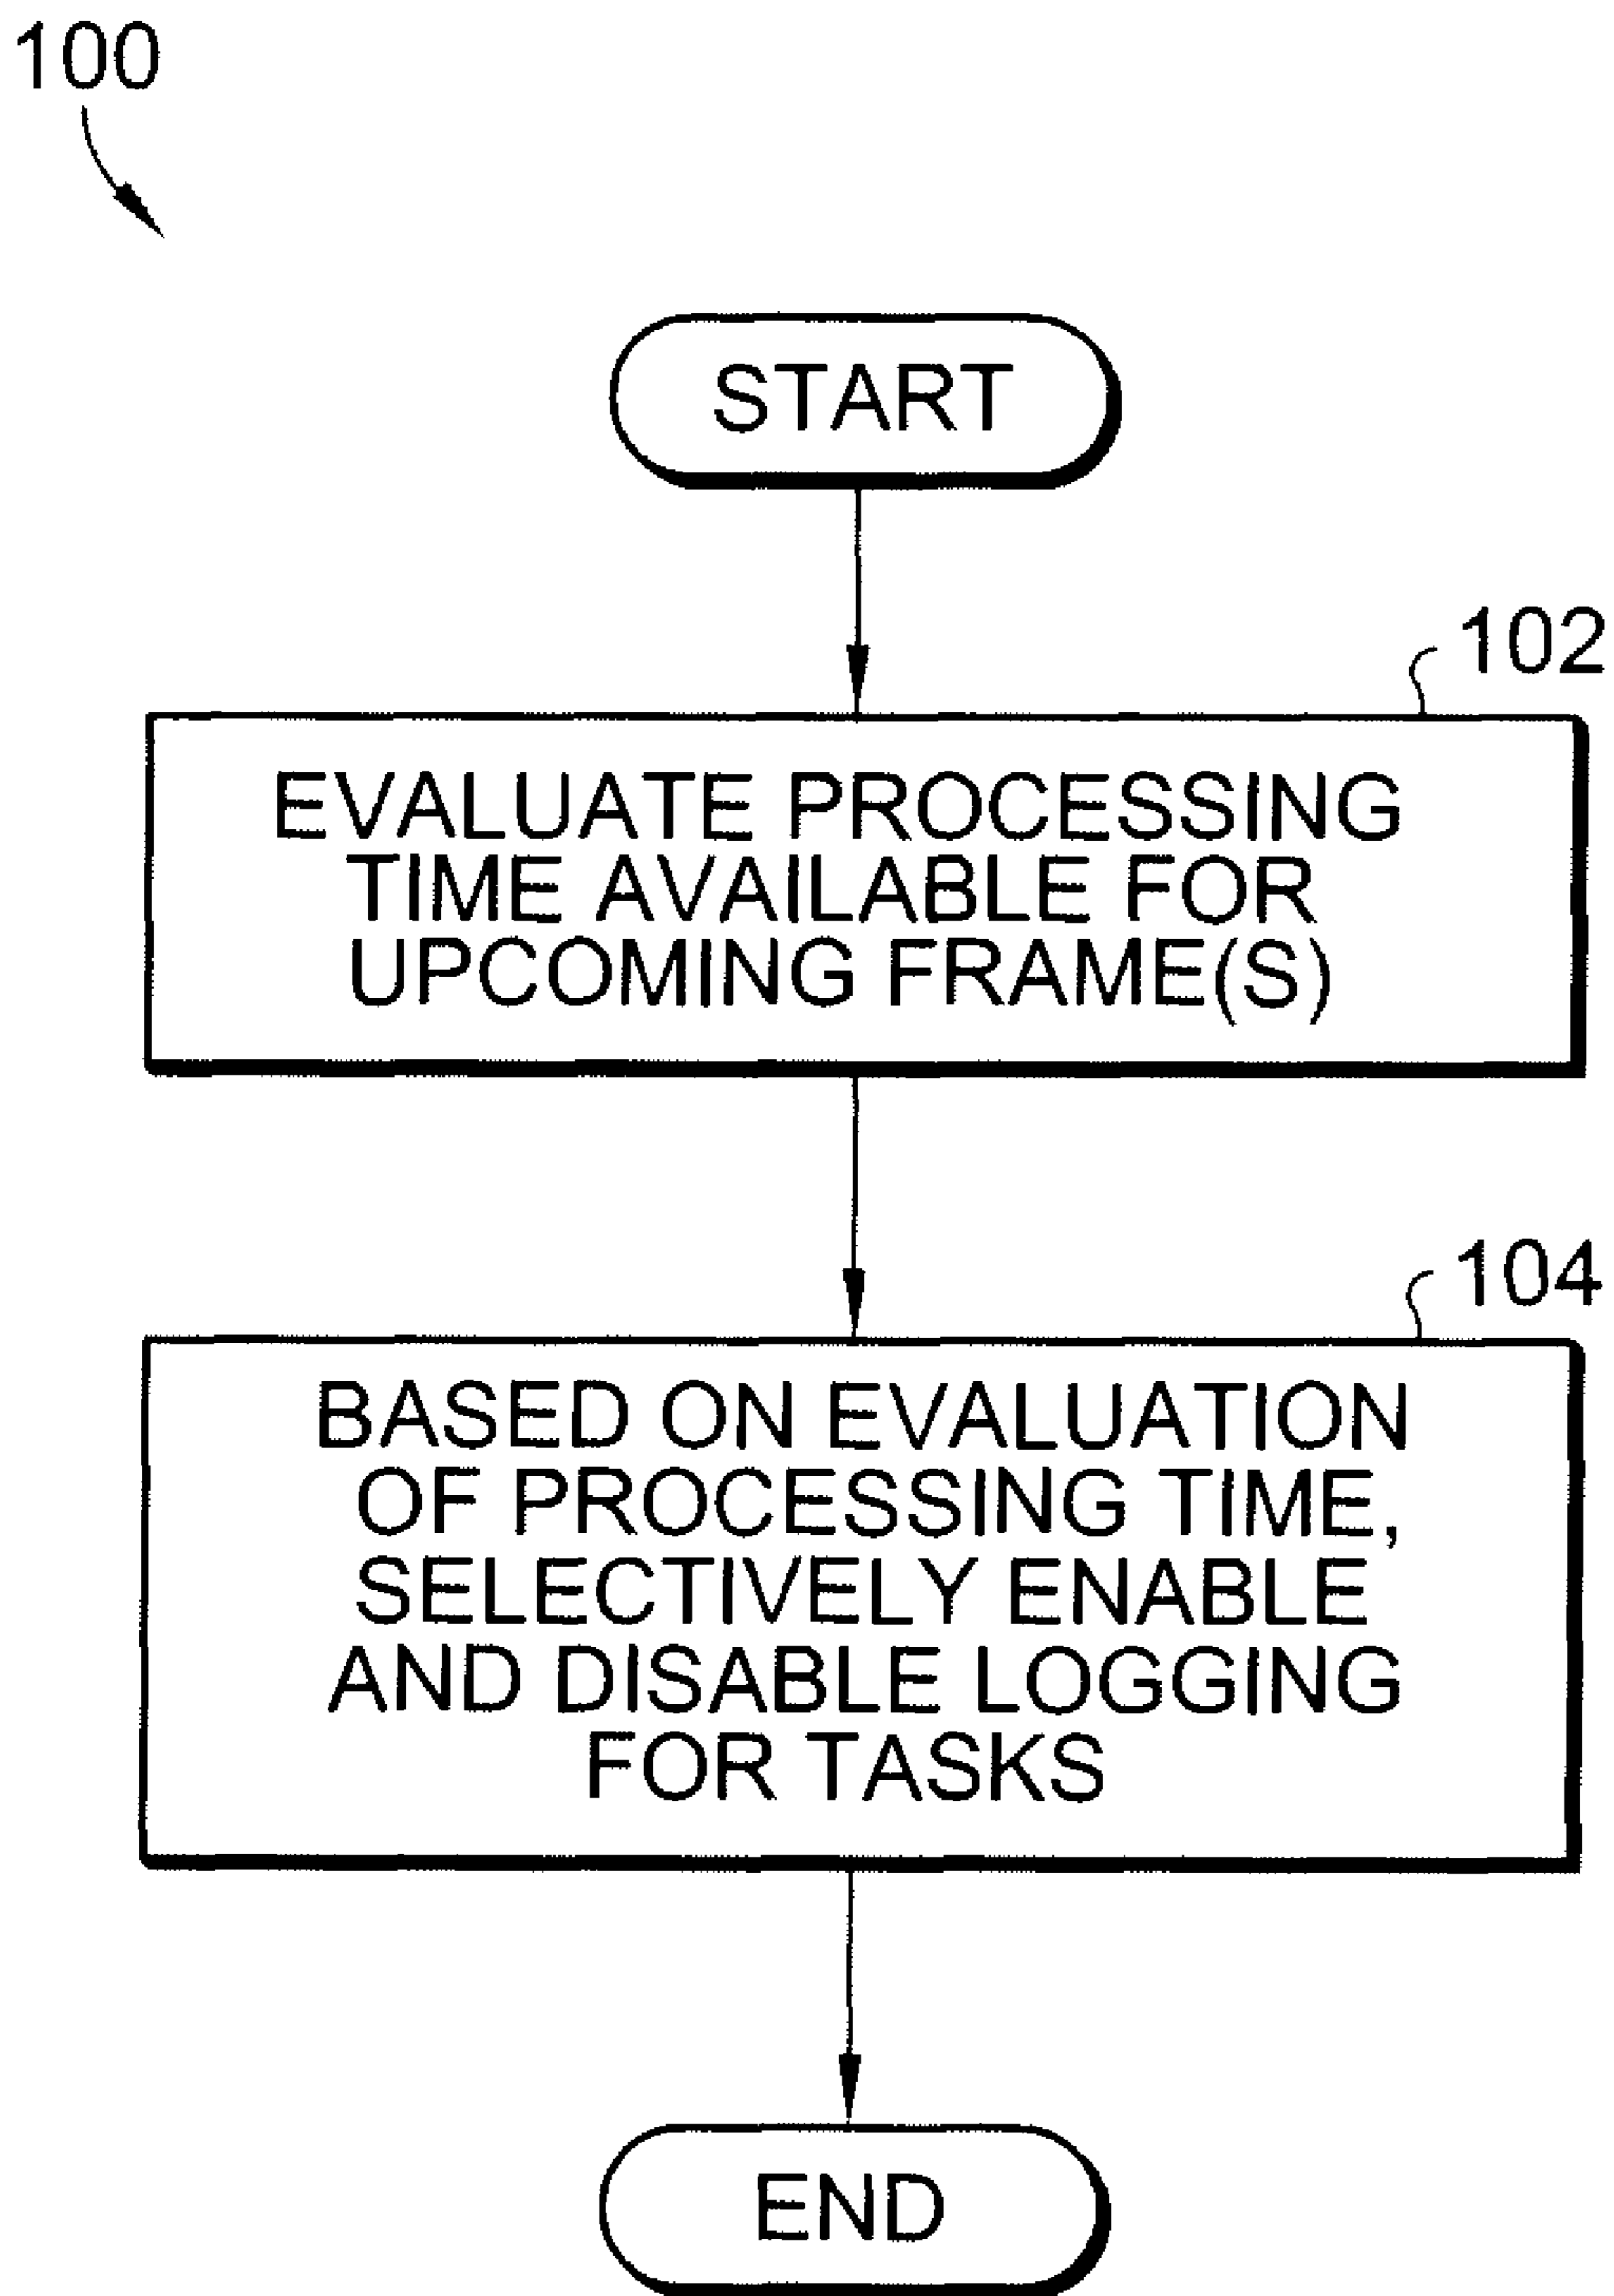 100
START
102
EVALUATE PROCESSING
TIME AVAILABLE FOR
UPCOMING FRAME(S)
104
BASED ON EVALUATION
OF PROCESSING TIME,
SELECTIVELY ENABLE
AND DISABLE LOGGING
FOR TASKS
END